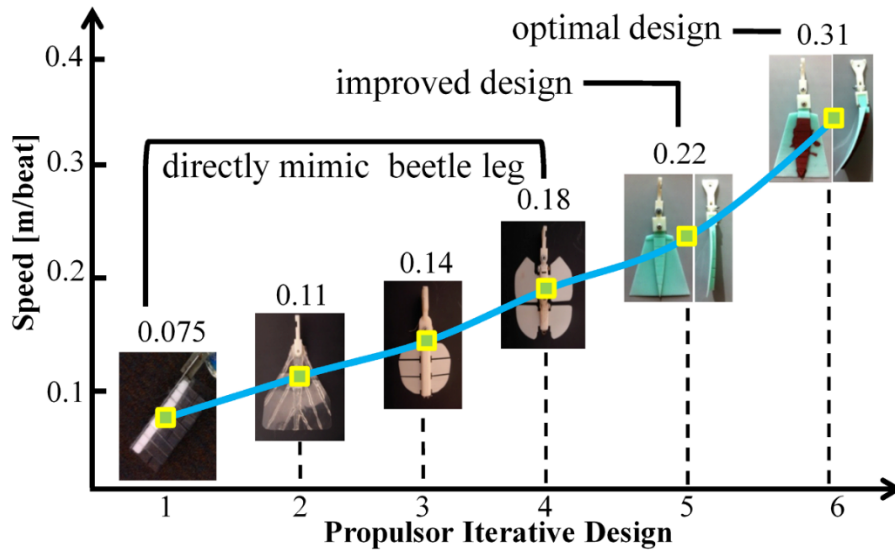 optimal design 0.31
0.4
improved design
0.22
0.3
directly mimic beetle leg
0.18
0.14
0.2
0.11
0.075
0.1
Speed [m/beat]
1 2 3 4 5 6
Propulsor Iterative Design